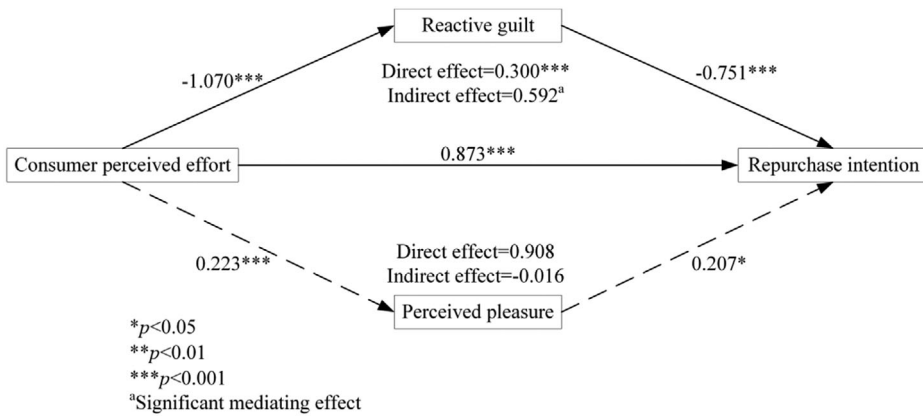 Reactive guilt
-1.070***
Direct effect=0.300***
Indirect effect=0.592ª
-0.751***
Consumer perceived effort
0.873***
Repurchase intention
0.223***
Direct effect=0.908
Indirect effect=-0.016
0.207*
Perceived pleasure
*p<0.05
**p<0.01
***p<0.001
ªSignificant mediating effect